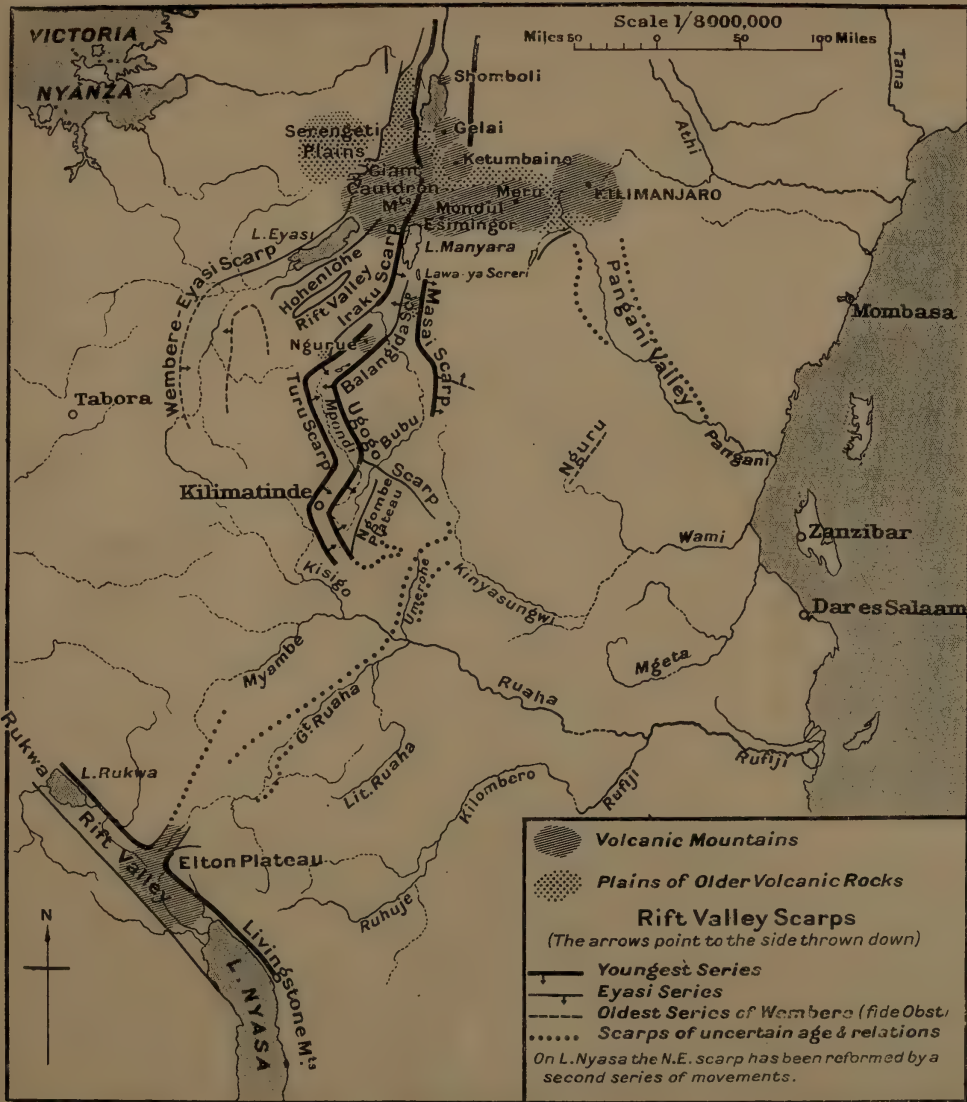 Scale 1/8000,000
Miles 50 0 50 100 Miles
VICTORIA
NYANZA
Shomboli
Tana
Serengeti
Plains
Gelai
Athi
Ketumbaine
Giant
Cauldron
Mts
Meru
KILIMANJARO
Mondul
Esimingor
L. Eyasi
L. Manyara
Wembere-Eyasi Scarp
Hohenlohe
Rift Valley
Iraku Scarp
Lawa-ya Sereri
Masai Scarp
Pangani Valley
Mombasa
Ngurue
Balangida Scp
Tabora
Turu Scarp
Mpondi
Ugogo
Scarp
Bubu
Nguru
Pangani
Kilimatinde
Ngombe
Plateau
Wami
Zanzibar
Kisigo
Umerohe
Kinyasungwi
Dar es Salaam
Mgeta
Myambe
Ruaha
Gt Ruaha
Rukwa
L. Rukwa
Lit. Ruaha
Kilombero
Rufiji
Rufiji
Rift Valley
Elton Plateau
Ruhuje
N
Livingstone Mts.
L. NYASA
Volcanic Mountains
Plains of Older Volcanic Rocks
Rift Valley Scarps
(The arrows point to the side thrown down)
Youngest Series
Eyasi Series
Oldest Series of Wembere (fide Obst)
Scarps of uncertain age & relations
On L. Nyasa the N.E. scarp has been reformed by a
second series of movements.